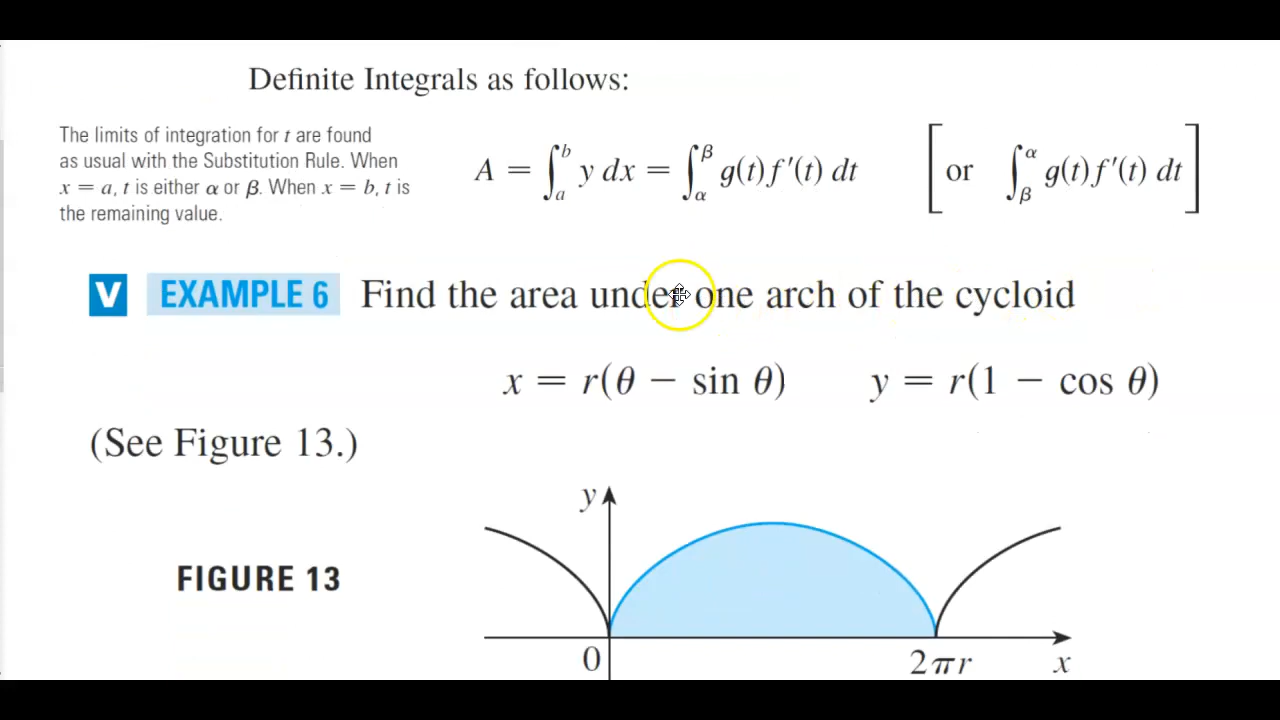 Definite Integrals as follows:
The limits of integration for t are found
as usual with the Substitution Rule. When
x = a, t is either α or β. When x = b, t is
the remaining value.
A = ∫_a^b y dx = ∫_α^β g(t)f′(t) dt [or ∫_β^α g(t)f′(t) dt]
V EXAMPLE 6 Find the area under one arch of the cycloid
x = r(θ − sin θ) y = r(1 − cos θ)
(See Figure 13.)
y
FIGURE 13
0 2πr x